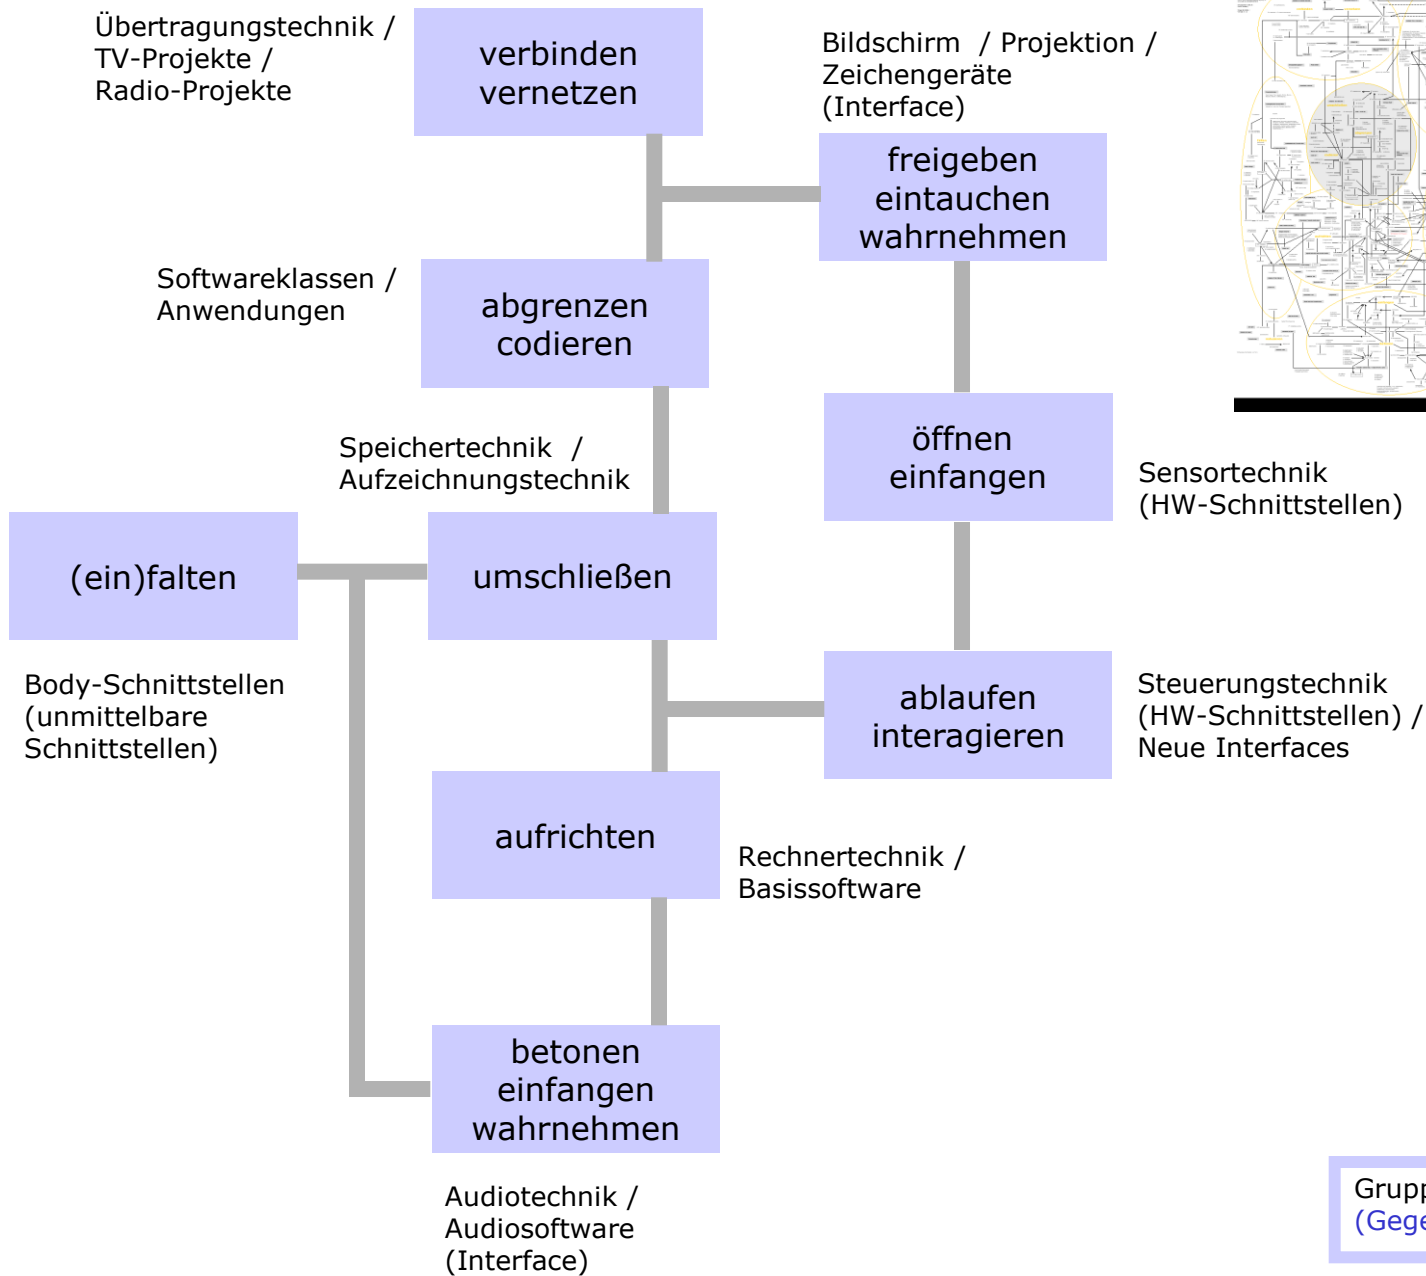 Übertragungstechnik /
TV-Projekte /
Radio-Projekte
verbinden
vernetzen
Bildschirm / Projektion /
Zeichengeräte
(Interface)
freigeben
eintauchen
wahrnehmen
Softwareklassen /
Anwendungen
abgrenzen
codieren
Speichertechnik /
Aufzeichnungstechnik
öffnen
einfangen
Sensortechnik
(HW-Schnittstellen)
(ein)falten
umschließen
Body-Schnittstellen
(unmittelbare
Schnittstellen)
ablaufen
interagieren
Steuerungstechnik
(HW-Schnittstellen) /
Neue Interfaces
aufrichten
Rechnertechnik /
Basissoftware
betonen
einfangen
wahrnehmen
Audiotechnik /
Audiosoftware
(Interface)